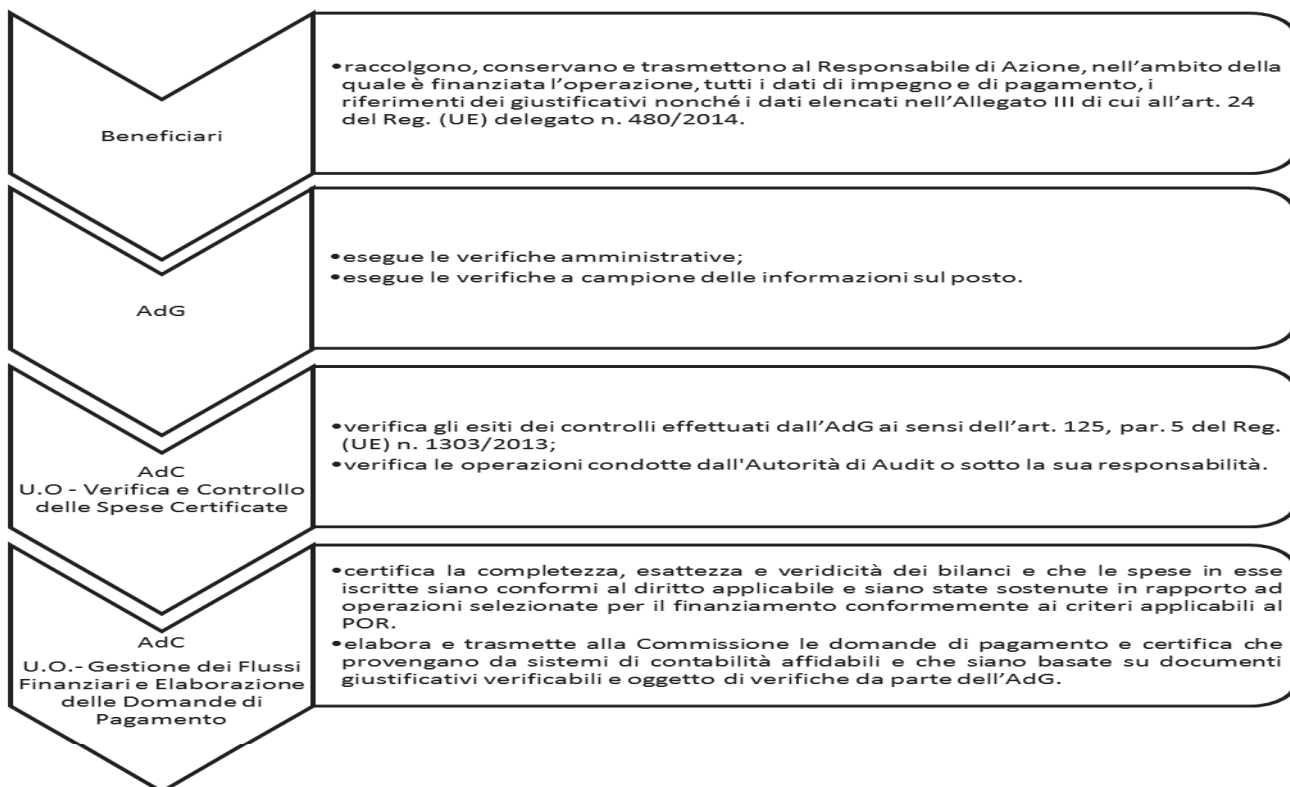 Beneficiari
•raccolgono, conservano e trasmettono al Responsabile di Azione, nell'ambito della
quale è finanziata l'operazione, tutti i dati di impegno e di pagamento, i
riferimenti dei giustificativi nonché i dati elencati nell'Allegato III di cui all'art. 24
del Reg. (UE) delegato n. 480/2014.
AdG
•esegue le verifiche amministrative;
•esegue le verifiche a campione delle informazioni sul posto.
AdC
U.O - Verifica e Controllo
delle Spese Certificate
•verifica gli esiti dei controlli effettuati dall'AdG ai sensi dell'art. 125, par. 5 del Reg.
(UE) n. 1303/2013;
•verifica le operazioni condotte dall'Autorità di Audit o sotto la sua responsabilità.
AdC
U.O.- Gestione dei Flussi
Finanziari e Elaborazione
delle Domande di
Pagamento
•certifica la completezza, esattezza e veridicità dei bilanci e che le spese in esse
iscritte siano conformi al diritto applicabile e siano state sostenute in rapporto ad
operazioni selezionate per il finanziamento conformemente ai criteri applicabili al
POR.
•elabora e trasmette alla Commissione le domande di pagamento e certifica che
provengano da sistemi di contabilità affidabili e che siano basate su documenti
giustificativi verificabili e oggetto di verifiche da parte dell'AdG.